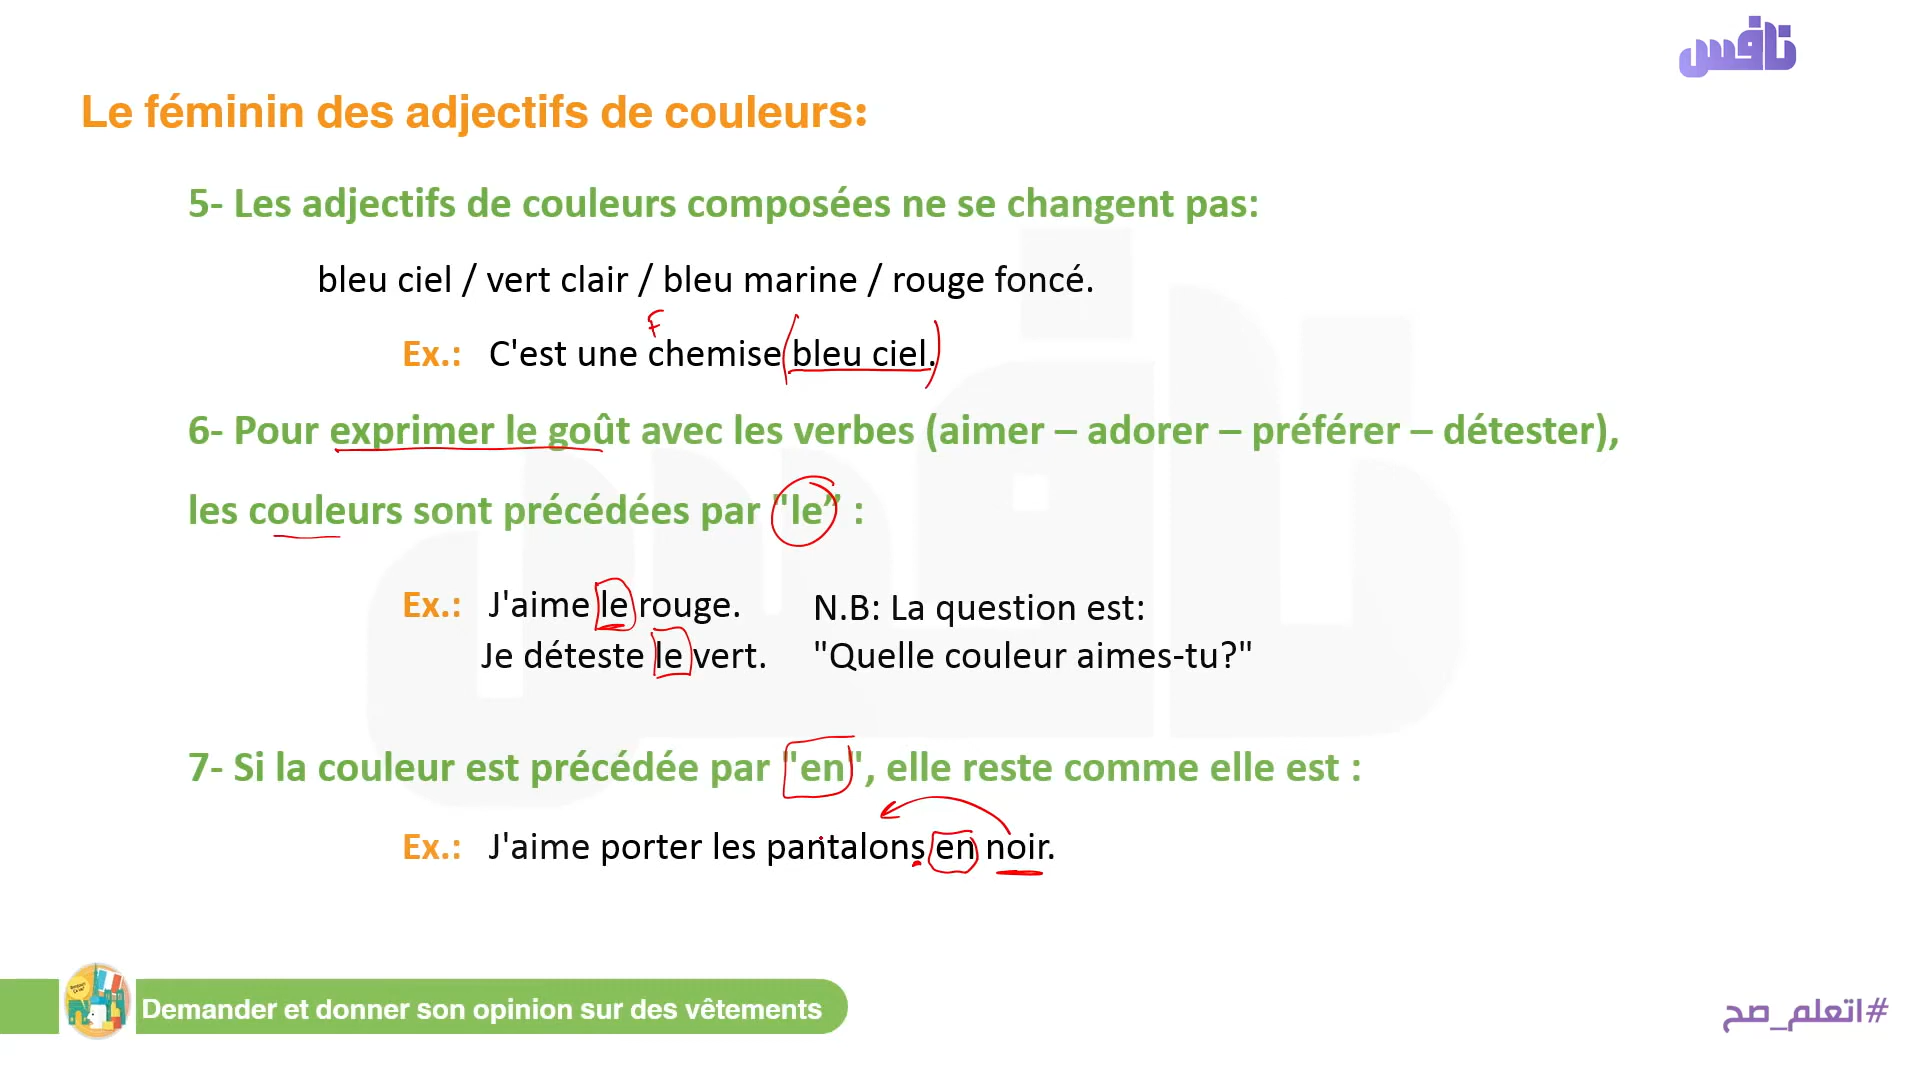 نافس
Le féminin des adjectifs de couleurs:
5- Les adjectifs de couleurs composées ne se changent pas:
bleu ciel / vert clair / bleu marine / rouge foncé.
F
Ex.: C'est une chemise bleu ciel.
6- Pour exprimer le goût avec les verbes (aimer – adorer – préférer – détester),
les couleurs sont précédées par "le” :
Ex.: J'aime le rouge. N.B: La question est:
Je déteste le vert. "Quelle couleur aimes-tu?"
7- Si la couleur est précédée par "en", elle reste comme elle est :
Ex.: J'aime porter les pantalons en noir.
Demander et donner son opinion sur des vêtements
#اتعلم_صح